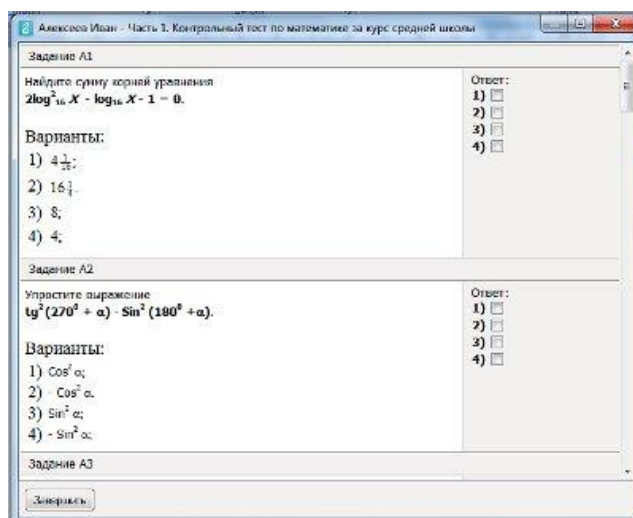 Алексеев Иван - Часть 1. Контрольный тест по математике за курс средней школы
Задание А1
Найдите сумму корней уравнения
2log²₁₆ X - log₁₆ X - 1 = 0.
Варианты:
1) 4 1/16;
2) 16 1/4.
3) 8;
4) 4;
Ответ:
1)
2)
3)
4)
Задание А2
Упростите выражение
tg²(270⁰ + α) · Sin² (180⁰ +α).
Варианты:
1) Cos² α;
2) - Cos² α.
3) Sin² α;
4) - Sin² α;
Ответ:
1)
2)
3)
4)
Задание А3
Завершить